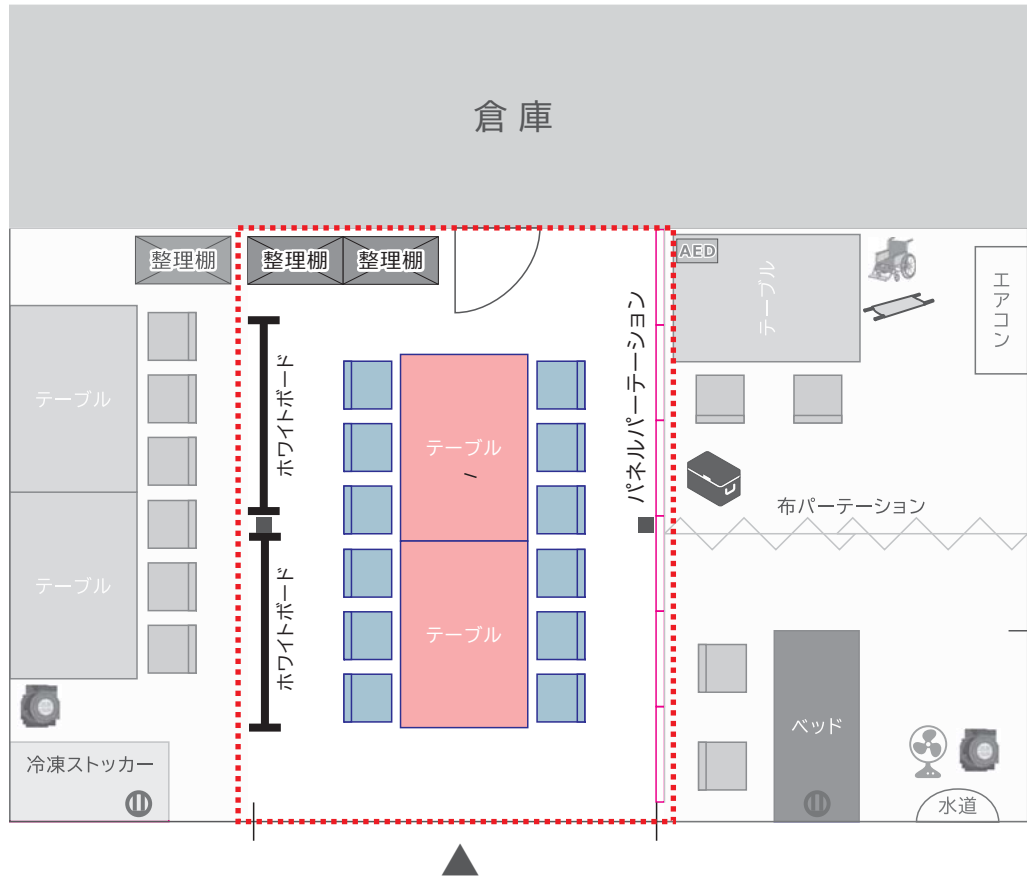 倉庫
整理棚
整理棚
整理棚
AED
テーブル
エアコン
パネルパーテーション
ホワイトボード
テーブル
テーブル
布パーテーション
ホワイトボード
テーブル
テーブル
ベッド
冷凍ストッカー
水道